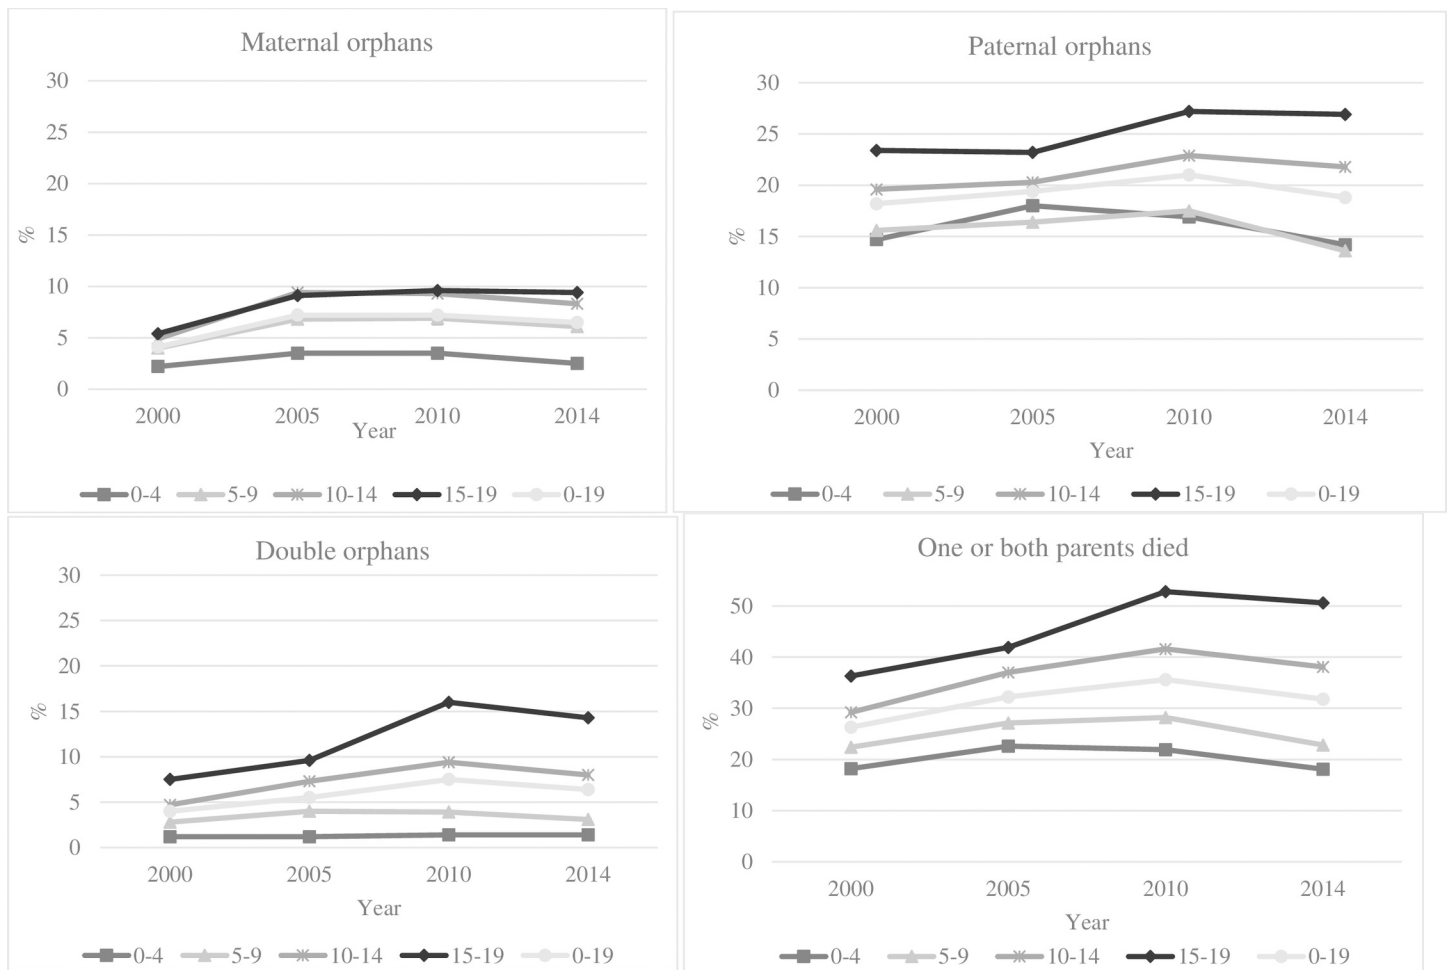 Maternal orphans
30
25
20
15
10
5
0
%
2000 2005 2010 2014
Year
0-4 5-9 10-14 15-19 0-19
Paternal orphans
30
25
20
15
10
5
0
%
2000 2005 2010 2014
Year
0-4 5-9 10-14 15-19 0-19
Double orphans
30
25
20
15
10
5
0
%
2000 2005 2010 2014
Year
0-4 5-9 10-14 15-19 0-19
One or both parents died
50
40
30
20
10
0
%
2000 2005 2010 2014
Year
0-4 5-9 10-14 15-19 0-19